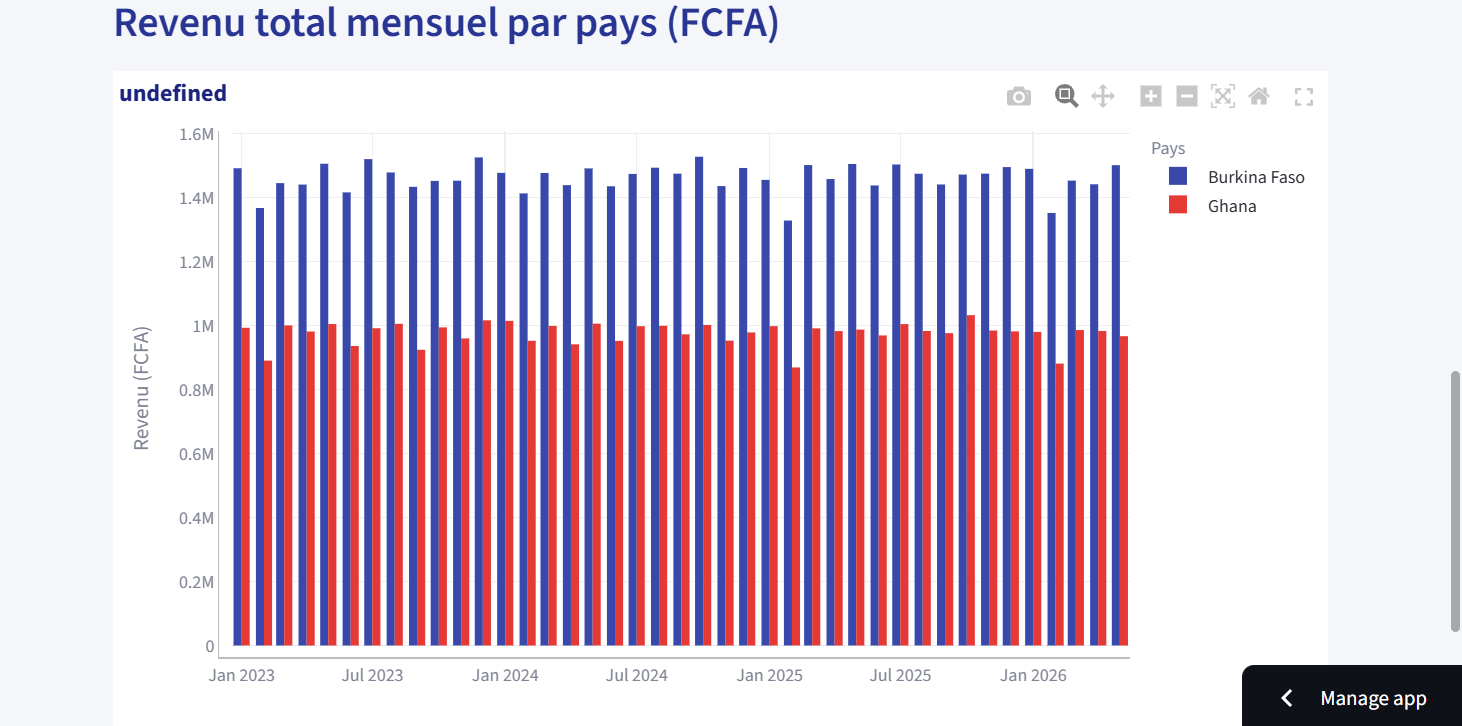 Revenu total mensuel par pays (FCFA)
undefined
Pays
Burkina Faso
Ghana
Revenu (FCFA)
1.6M
1.4M
1.2M
1M
0.8M
0.6M
0.4M
0.2M
0
Jan 2023 Jul 2023 Jan 2024 Jul 2024 Jan 2025 Jul 2025 Jan 2026
Manage app